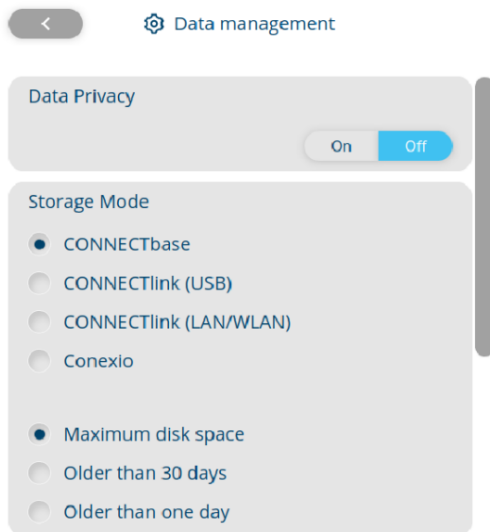 Data management
Data Privacy
On Off
Storage Mode
CONNECTbase
CONNECTlink (USB)
CONNECTlink (LAN/WLAN)
Conexio
Maximum disk space
Older than 30 days
Older than one day